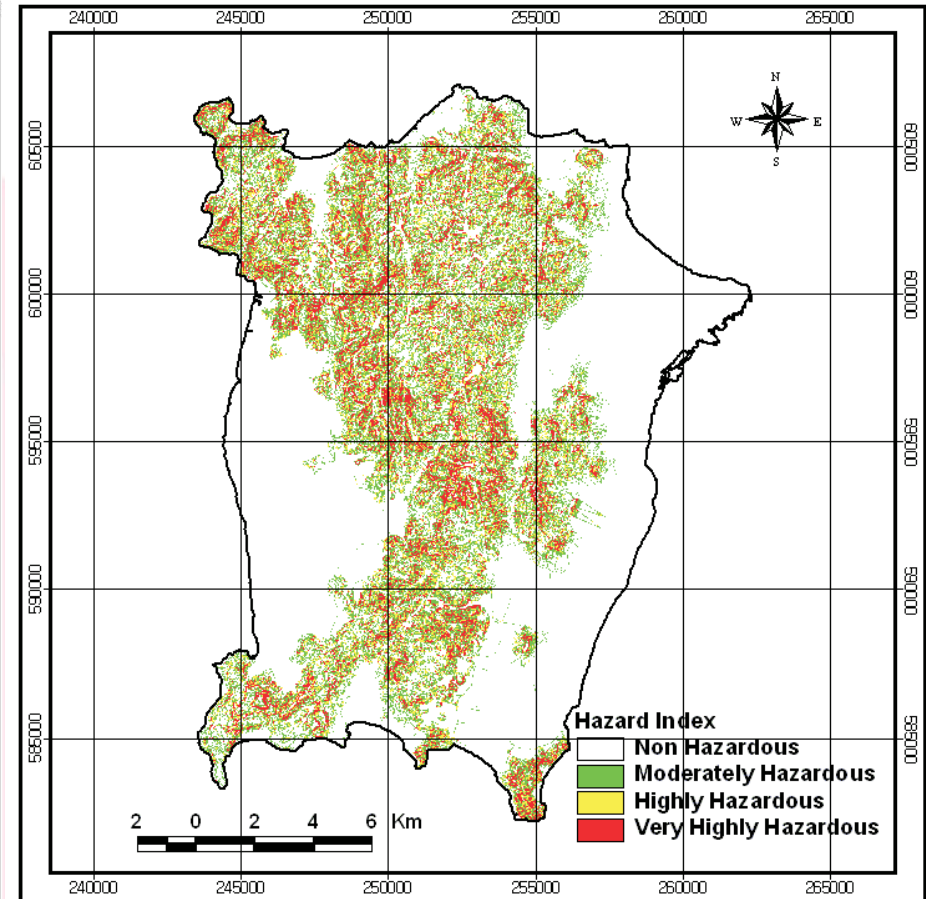 240000 245000 250000 255000 260000 265000
N
W E
S
605000 605000
600000 600000
595000 595000
590000 590000
585000 585000
Hazard Index
Non Hazardous
Moderately Hazardous
Highly Hazardous
Very Highly Hazardous
2 0 2 4 6 Km
240000 245000 250000 255000 260000 265000